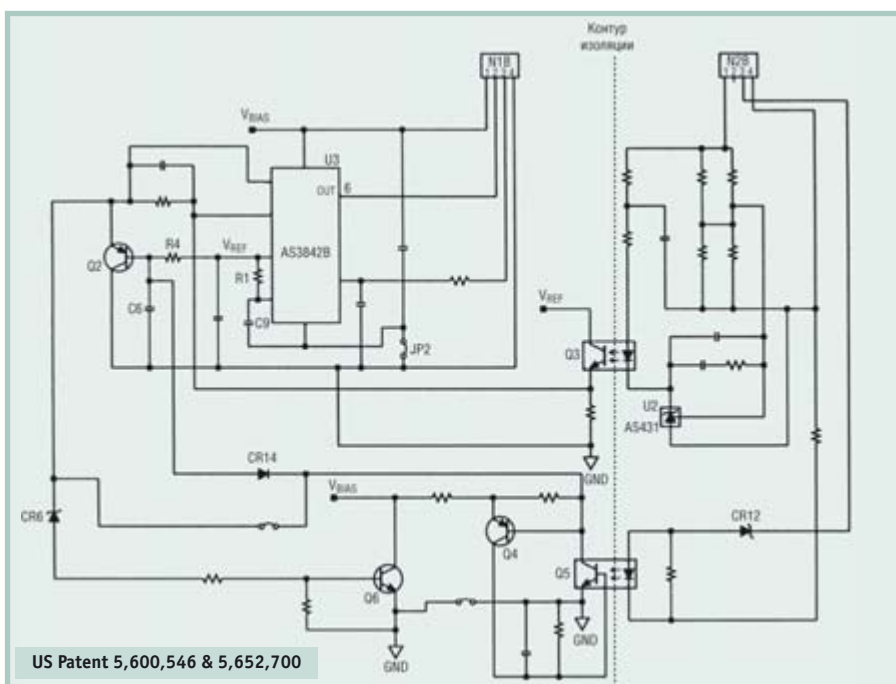 Контур
изоляции
N1B
1 2 3 4
N2B
1 2 3 4
VBIAS
U3
OUT 6
AS3842B
Q2
R4
VREF
R1
C6
C9
JP2
VREF
Q3
U2
AS431
GND
CR14
VBIAS
CR6
Q4
CR12
Q5
Q6
GND
GND
US Patent 5,600,546 & 5,652,700